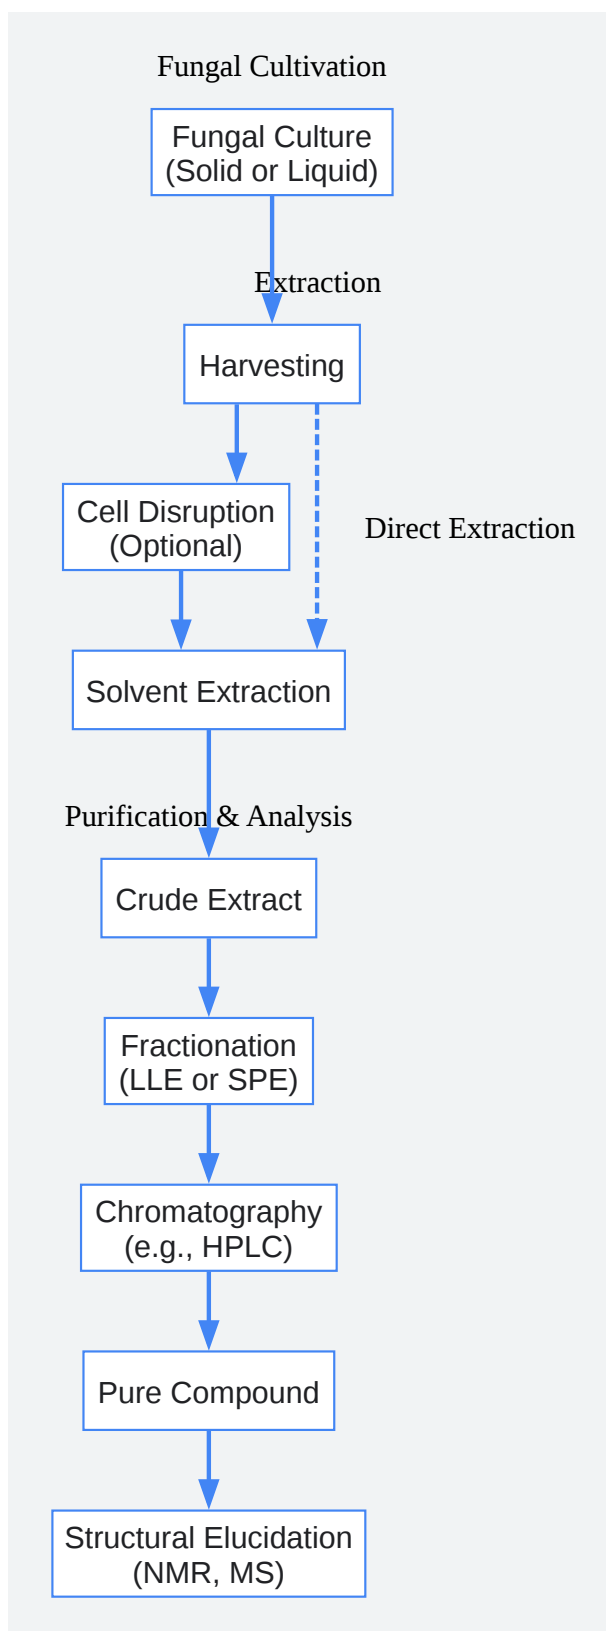 Fungal Cultivation
Fungal Culture
(Solid or Liquid)
Extraction
Harvesting
Cell Disruption
(Optional)
Direct Extraction
Solvent Extraction
Purification & Analysis
Crude Extract
Fractionation
(LLE or SPE)
Chromatography
(e.g., HPLC)
Pure Compound
Structural Elucidation
(NMR, MS)